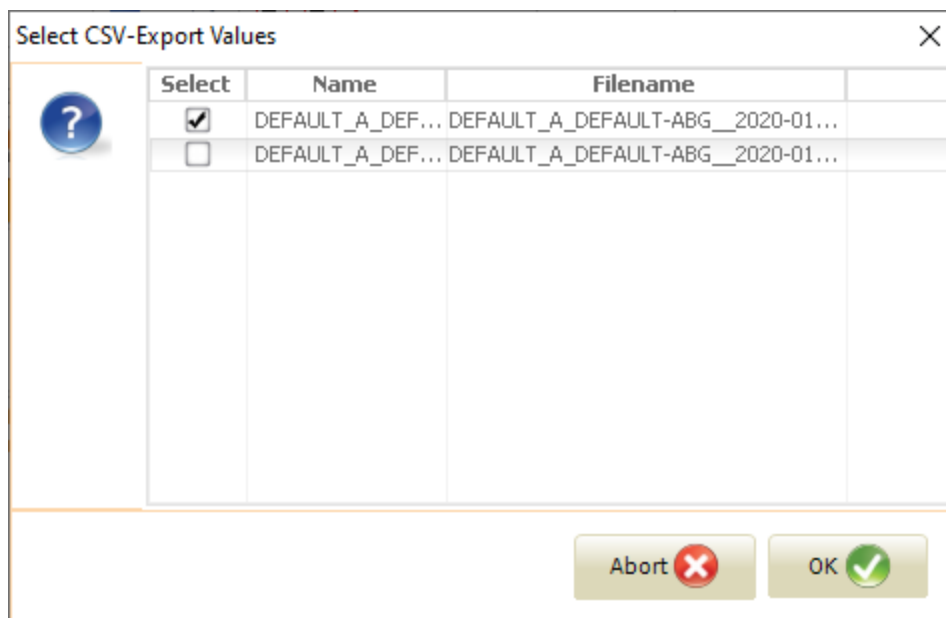 Select CSV-Export Values
Select Name Filename
DEFAULT_A_DEF... DEFAULT_A_DEFAULT-ABG__2020-01...
DEFAULT_A_DEF... DEFAULT_A_DEFAULT-ABG__2020-01...
Abort OK